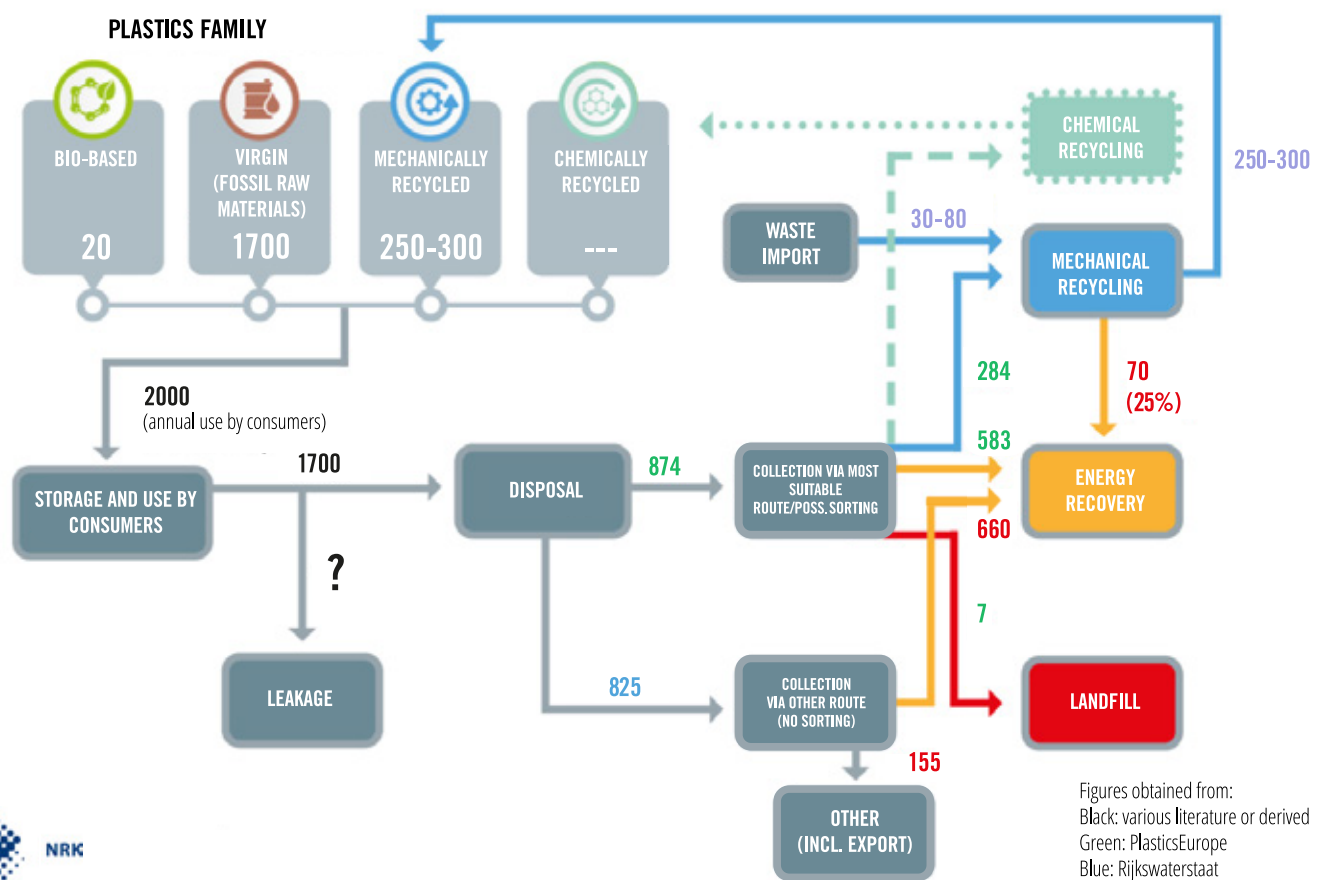 PLASTICS FAMILY
BIO-BASED
20
VIRGIN
(FOSSIL RAW
MATERIALS)
1700
MECHANICALLY
RECYCLED
250-300
CHEMICALLY
RECYCLED
---
CHEMICAL
RECYCLING
250-300
WASTE
IMPORT
30-80
MECHANICAL
RECYCLING
284
70
(25%)
2000
(annual use by consumers)
STORAGE AND USE BY
CONSUMERS
1700
DISPOSAL
874
COLLECTION VIA MOST
SUITABLE
ROUTE/POSS. SORTING
583
660
ENERGY
RECOVERY
?
LEAKAGE
825
COLLECTION
VIA OTHER ROUTE
(NO SORTING)
7
LANDFILL
155
OTHER
(INCL. EXPORT)
Figures obtained from:
Black: various literature or derived
Green: PlasticsEurope
Blue: Rijkswaterstaat
NRK